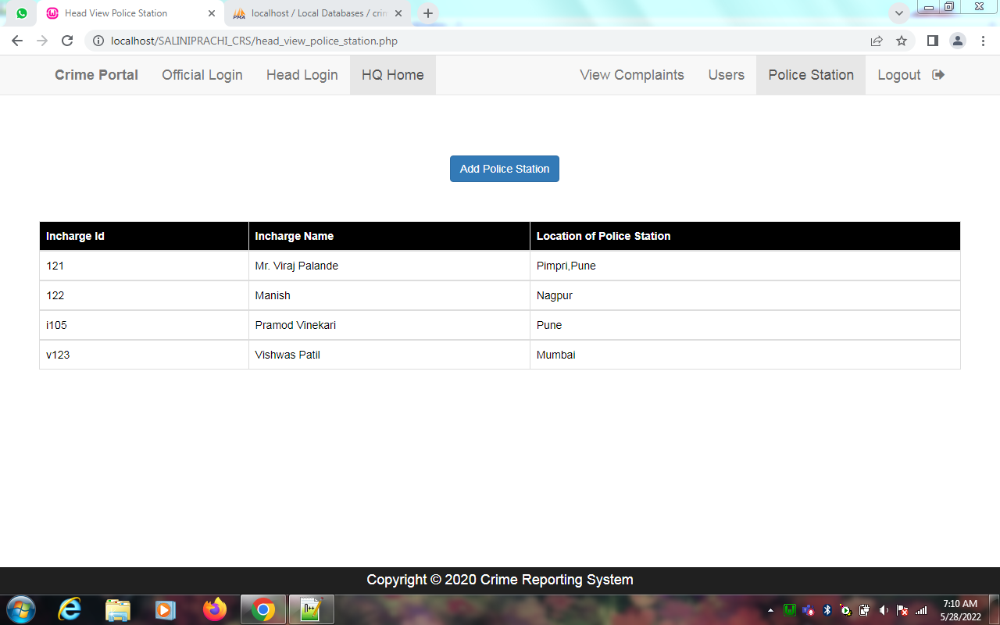 Head View Police Station
localhost / Local Databases / crin
localhost/SALINIPRACHI_CRS/head_view_police_station.php
Crime Portal Official Login Head Login HQ Home View Complaints Users Police Station Logout
Add Police Station
Incharge Id Incharge Name Location of Police Station
121 Mr. Viraj Palande Pimpri,Pune
122 Manish Nagpur
i105 Pramod Vinekari Pune
v123 Vishwas Patil Mumbai
Copyright © 2020 Crime Reporting System
7:10 AM
5/28/2022